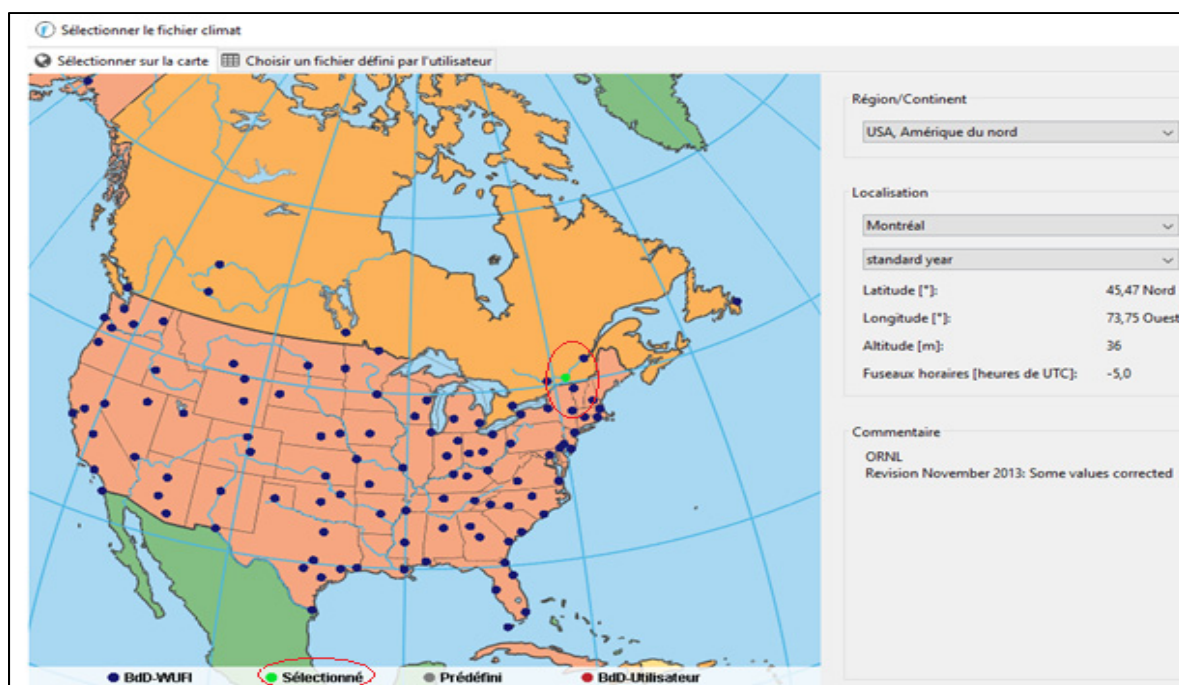 Sélectionner le fichier climat
Sélectionner sur la carte
Choisir un fichier défini par l'utilisateur
Région/Continent
USA, Amérique du nord
Localisation
Montréal
standard year
Latitude [°]: 45,47 Nord
Longitude [°]: 73,75 Ouest
Altitude [m]: 36
Fuseaux horaires [heures de UTC]: -5,0
Commentaire
ORNL
Revision November 2013: Some values corrected
BdD-WUFI
Sélectionné
Prédéfini
BdD-Utilisateur